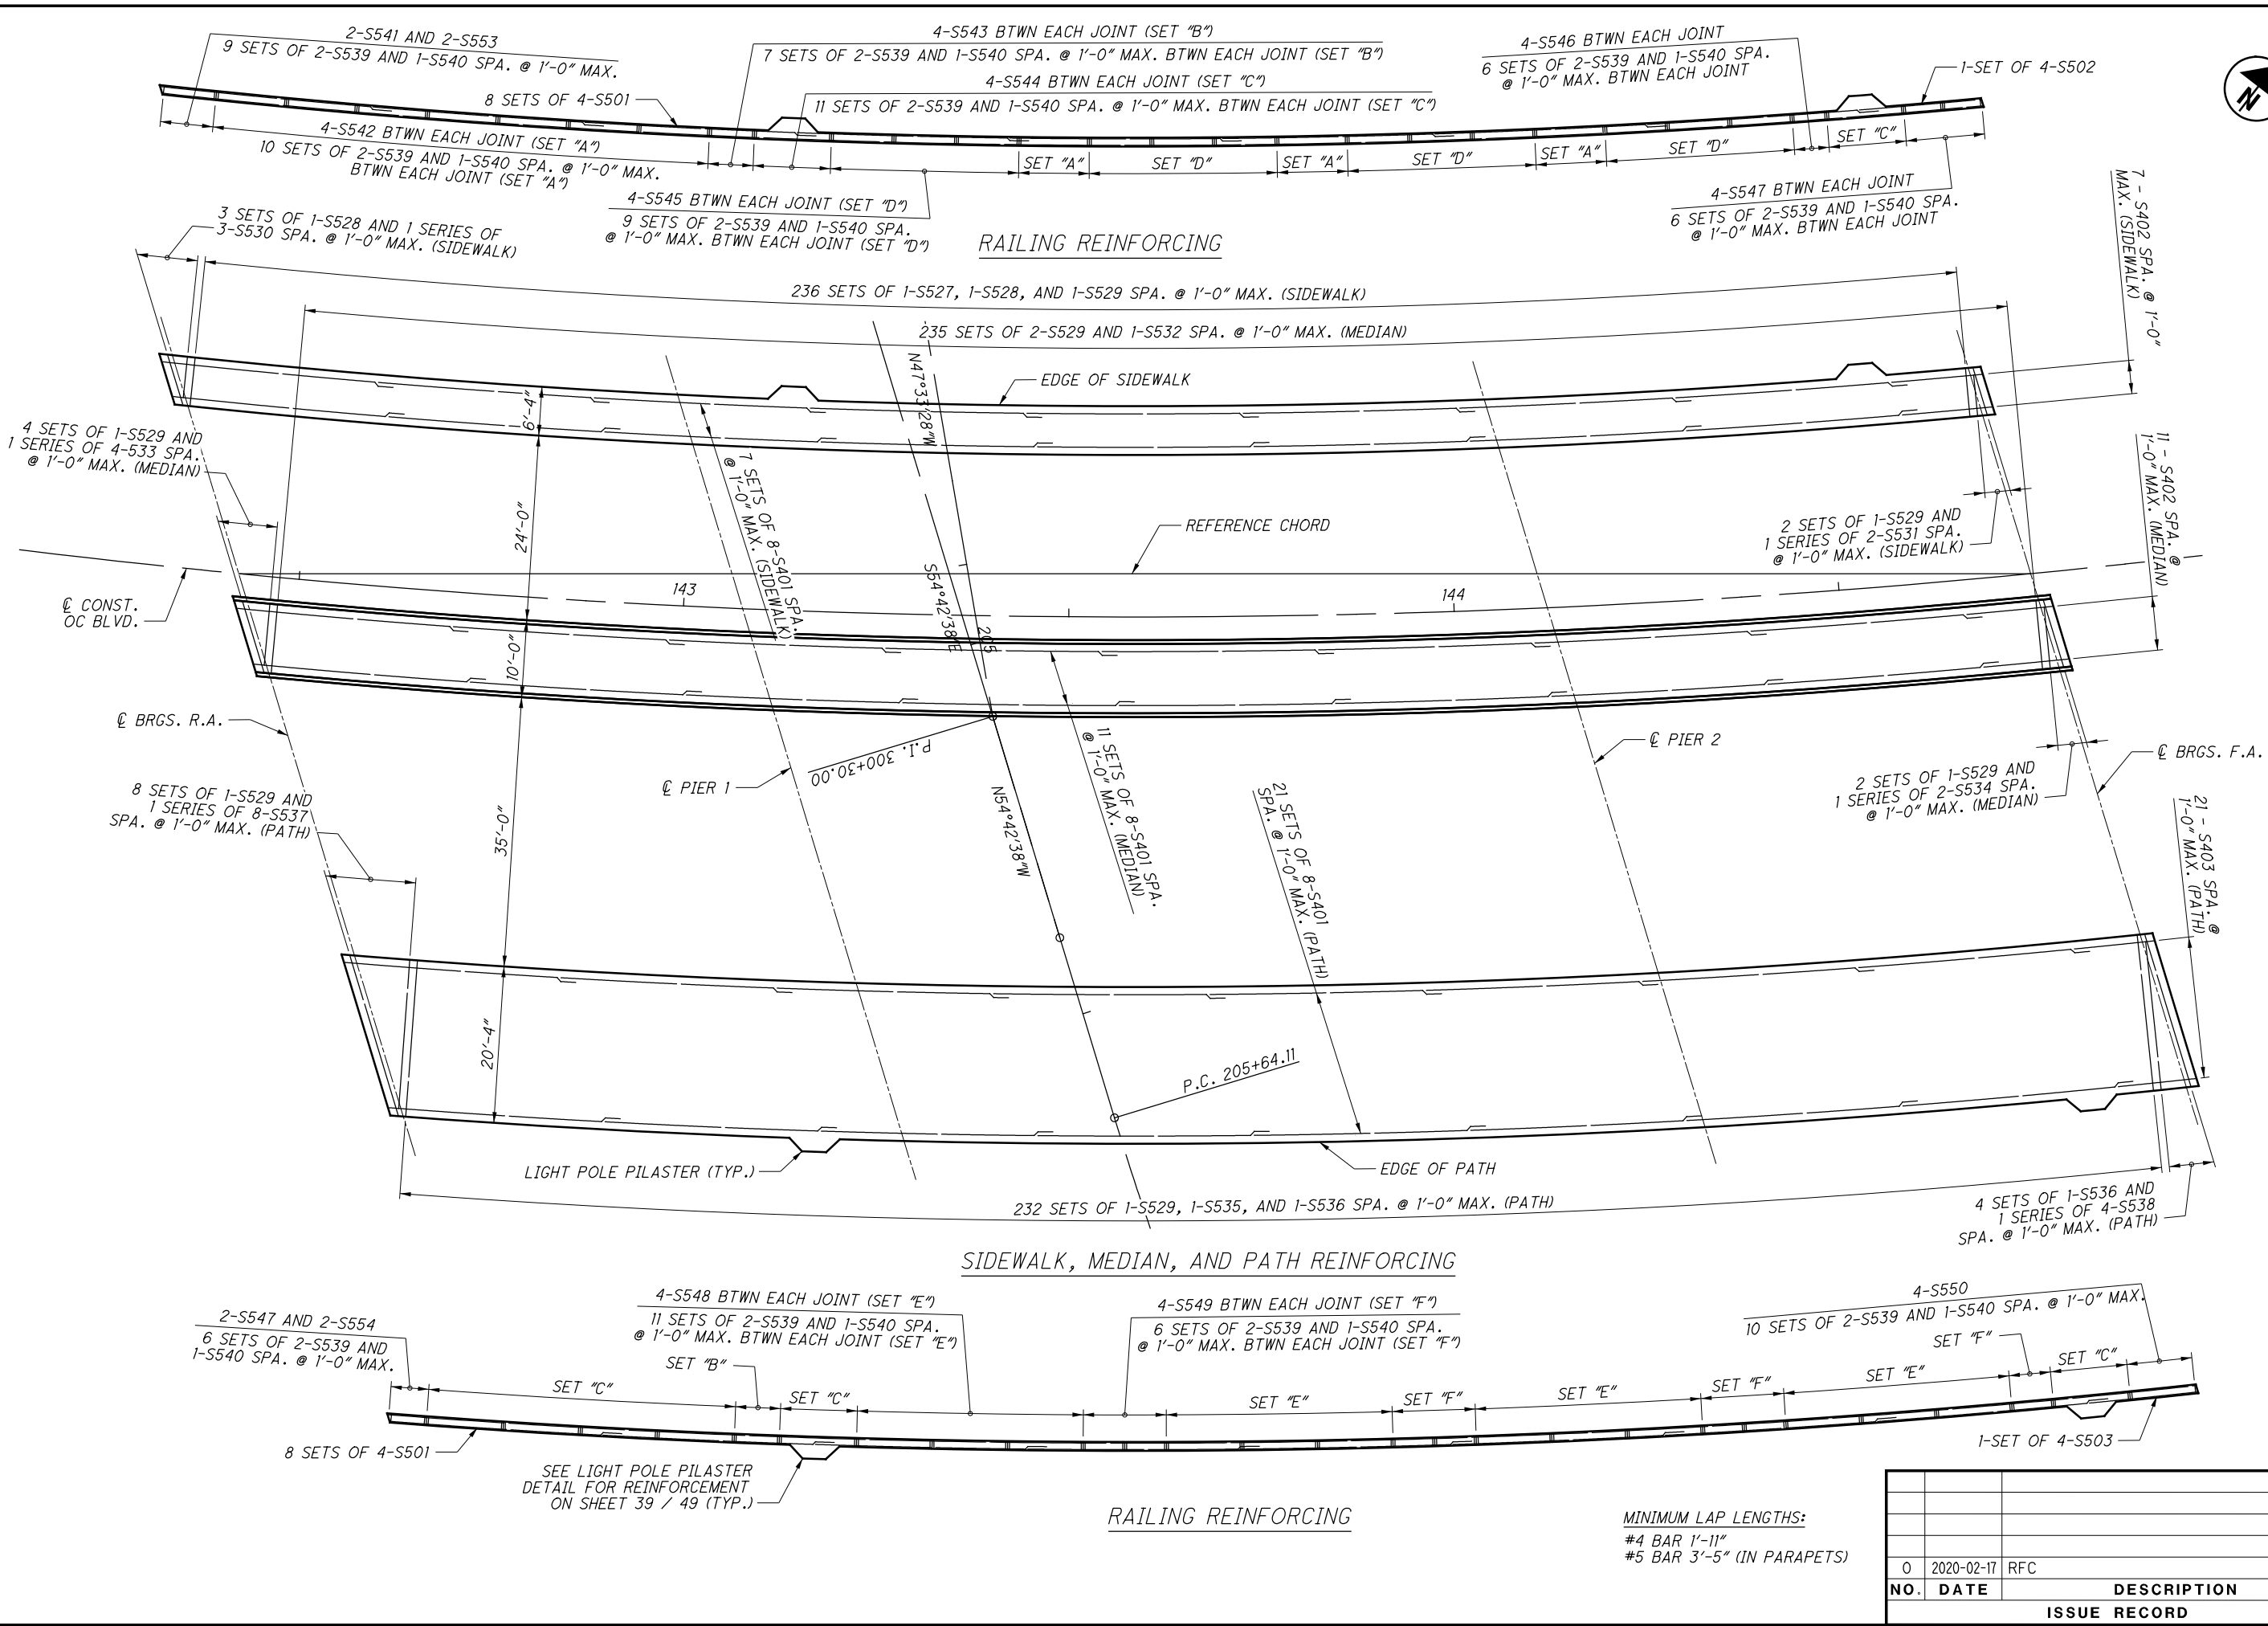 2-S541 AND 2-S553
9 SETS OF 2-S539 AND 1-S540 SPA. @ 1'-0" MAX.
4-S543 BTWN EACH JOINT (SET "B")
7 SETS OF 2-S539 AND 1-S540 SPA. @ 1'-0" MAX. BTWN EACH JOINT (SET "B")
4-S544 BTWN EACH JOINT (SET "C")
11 SETS OF 2-S539 AND 1-S540 SPA. @ 1'-0" MAX. BTWN EACH JOINT (SET "C")
4-S546 BTWN EACH JOINT
6 SETS OF 2-S539 AND 1-S540 SPA.
@ 1'-0" MAX. BTWN EACH JOINT
1-SET OF 4-S502
N
8 SETS OF 4-S501
4-S542 BTWN EACH JOINT (SET "A")
10 SETS OF 2-S539 AND 1-S540 SPA. @ 1'-0" MAX.
BTWN EACH JOINT (SET "A")
SET "A"
SET "D"
SET "A"
SET "D"
SET "A"
SET "D"
SET "C"
4-S545 BTWN EACH JOINT (SET "D")
9 SETS OF 2-S539 AND 1-S540 SPA.
@ 1'-0" MAX. BTWN EACH JOINT (SET "D")
4-S547 BTWN EACH JOINT
6 SETS OF 2-S539 AND 1-S540 SPA.
@ 1'-0" MAX. BTWN EACH JOINT
RAILING REINFORCING
3 SETS OF 1-S528 AND 1 SERIES OF
3-S530 SPA. @ 1'-0" MAX. (SIDEWALK)
7 - S402 SPA. @ 1'-0"
MAX. (SIDEWALK)
236 SETS OF 1-S527, 1-S528, AND 1-S529 SPA. @ 1'-0" MAX. (SIDEWALK)
235 SETS OF 2-S529 AND 1-S532 SPA. @ 1'-0" MAX. (MEDIAN)
N47°33'28"W
EDGE OF SIDEWALK
6'-4"
4 SETS OF 1-S529 AND
1 SERIES OF 4-533 SPA.
@ 1'-0" MAX. (MEDIAN)
7 SETS OF 8-S401 SPA.
@ 1'-0" MAX. (SIDEWALK)
11 - S402 SPA. @
1'-0" MAX. (MEDIAN)
24'-0"
REFERENCE CHORD
2 SETS OF 1-S529 AND
1 SERIES OF 2-S531 SPA.
@ 1'-0" MAX. (SIDEWALK)
S54°42'38"E
143
144
℄ CONST.
OC BLVD.
205
10'-0"
℄ BRGS. R.A.
P.I. 300+30.00
℄ PIER 1
℄ PIER 2
℄ BRGS. F.A.
11 SETS OF 8-S401 SPA.
@ 1'-0" MAX. (MEDIAN)
21 SETS OF 8-S401
SPA. @ 1'-0" MAX. (PATH)
2 SETS OF 1-S529 AND
1 SERIES OF 2-S534 SPA.
@ 1'-0" MAX. (MEDIAN)
8 SETS OF 1-S529 AND
1 SERIES OF 8-S537
SPA. @ 1'-0" MAX. (PATH)
35'-0"
N54°42'38"W
21 - S403 SPA. @
1'-0" MAX. (PATH)
20'-4"
P.C. 205+64.11
LIGHT POLE PILASTER (TYP.)
EDGE OF PATH
232 SETS OF 1-S529, 1-S535, AND 1-S536 SPA. @ 1'-0" MAX. (PATH)
4 SETS OF 1-S536 AND
1 SERIES OF 4-S538
SPA. @ 1'-0" MAX. (PATH)
SIDEWALK, MEDIAN, AND PATH REINFORCING
2-S547 AND 2-S554
6 SETS OF 2-S539 AND
1-S540 SPA. @ 1'-0" MAX.
4-S548 BTWN EACH JOINT (SET "E")
11 SETS OF 2-S539 AND 1-S540 SPA.
@ 1'-0" MAX. BTWN EACH JOINT (SET "E")
4-S549 BTWN EACH JOINT (SET "F")
6 SETS OF 2-S539 AND 1-S540 SPA.
@ 1'-0" MAX. BTWN EACH JOINT (SET "F")
4-S550
10 SETS OF 2-S539 AND 1-S540 SPA. @ 1'-0" MAX.
SET "C"
SET "B"
SET "C"
SET "E"
SET "F"
SET "E"
SET "F"
SET "E"
SET "F"
SET "C"
8 SETS OF 4-S501
SEE LIGHT POLE PILASTER
DETAIL FOR REINFORCEMENT
ON SHEET 39 / 49 (TYP.)
1-SET OF 4-S503
RAILING REINFORCING
MINIMUM LAP LENGTHS:
#4 BAR 1'-11"
#5 BAR 3'-5" (IN PARAPETS)
0 2020-02-17 RFC
NO. DATE DESCRIPTION
ISSUE RECORD